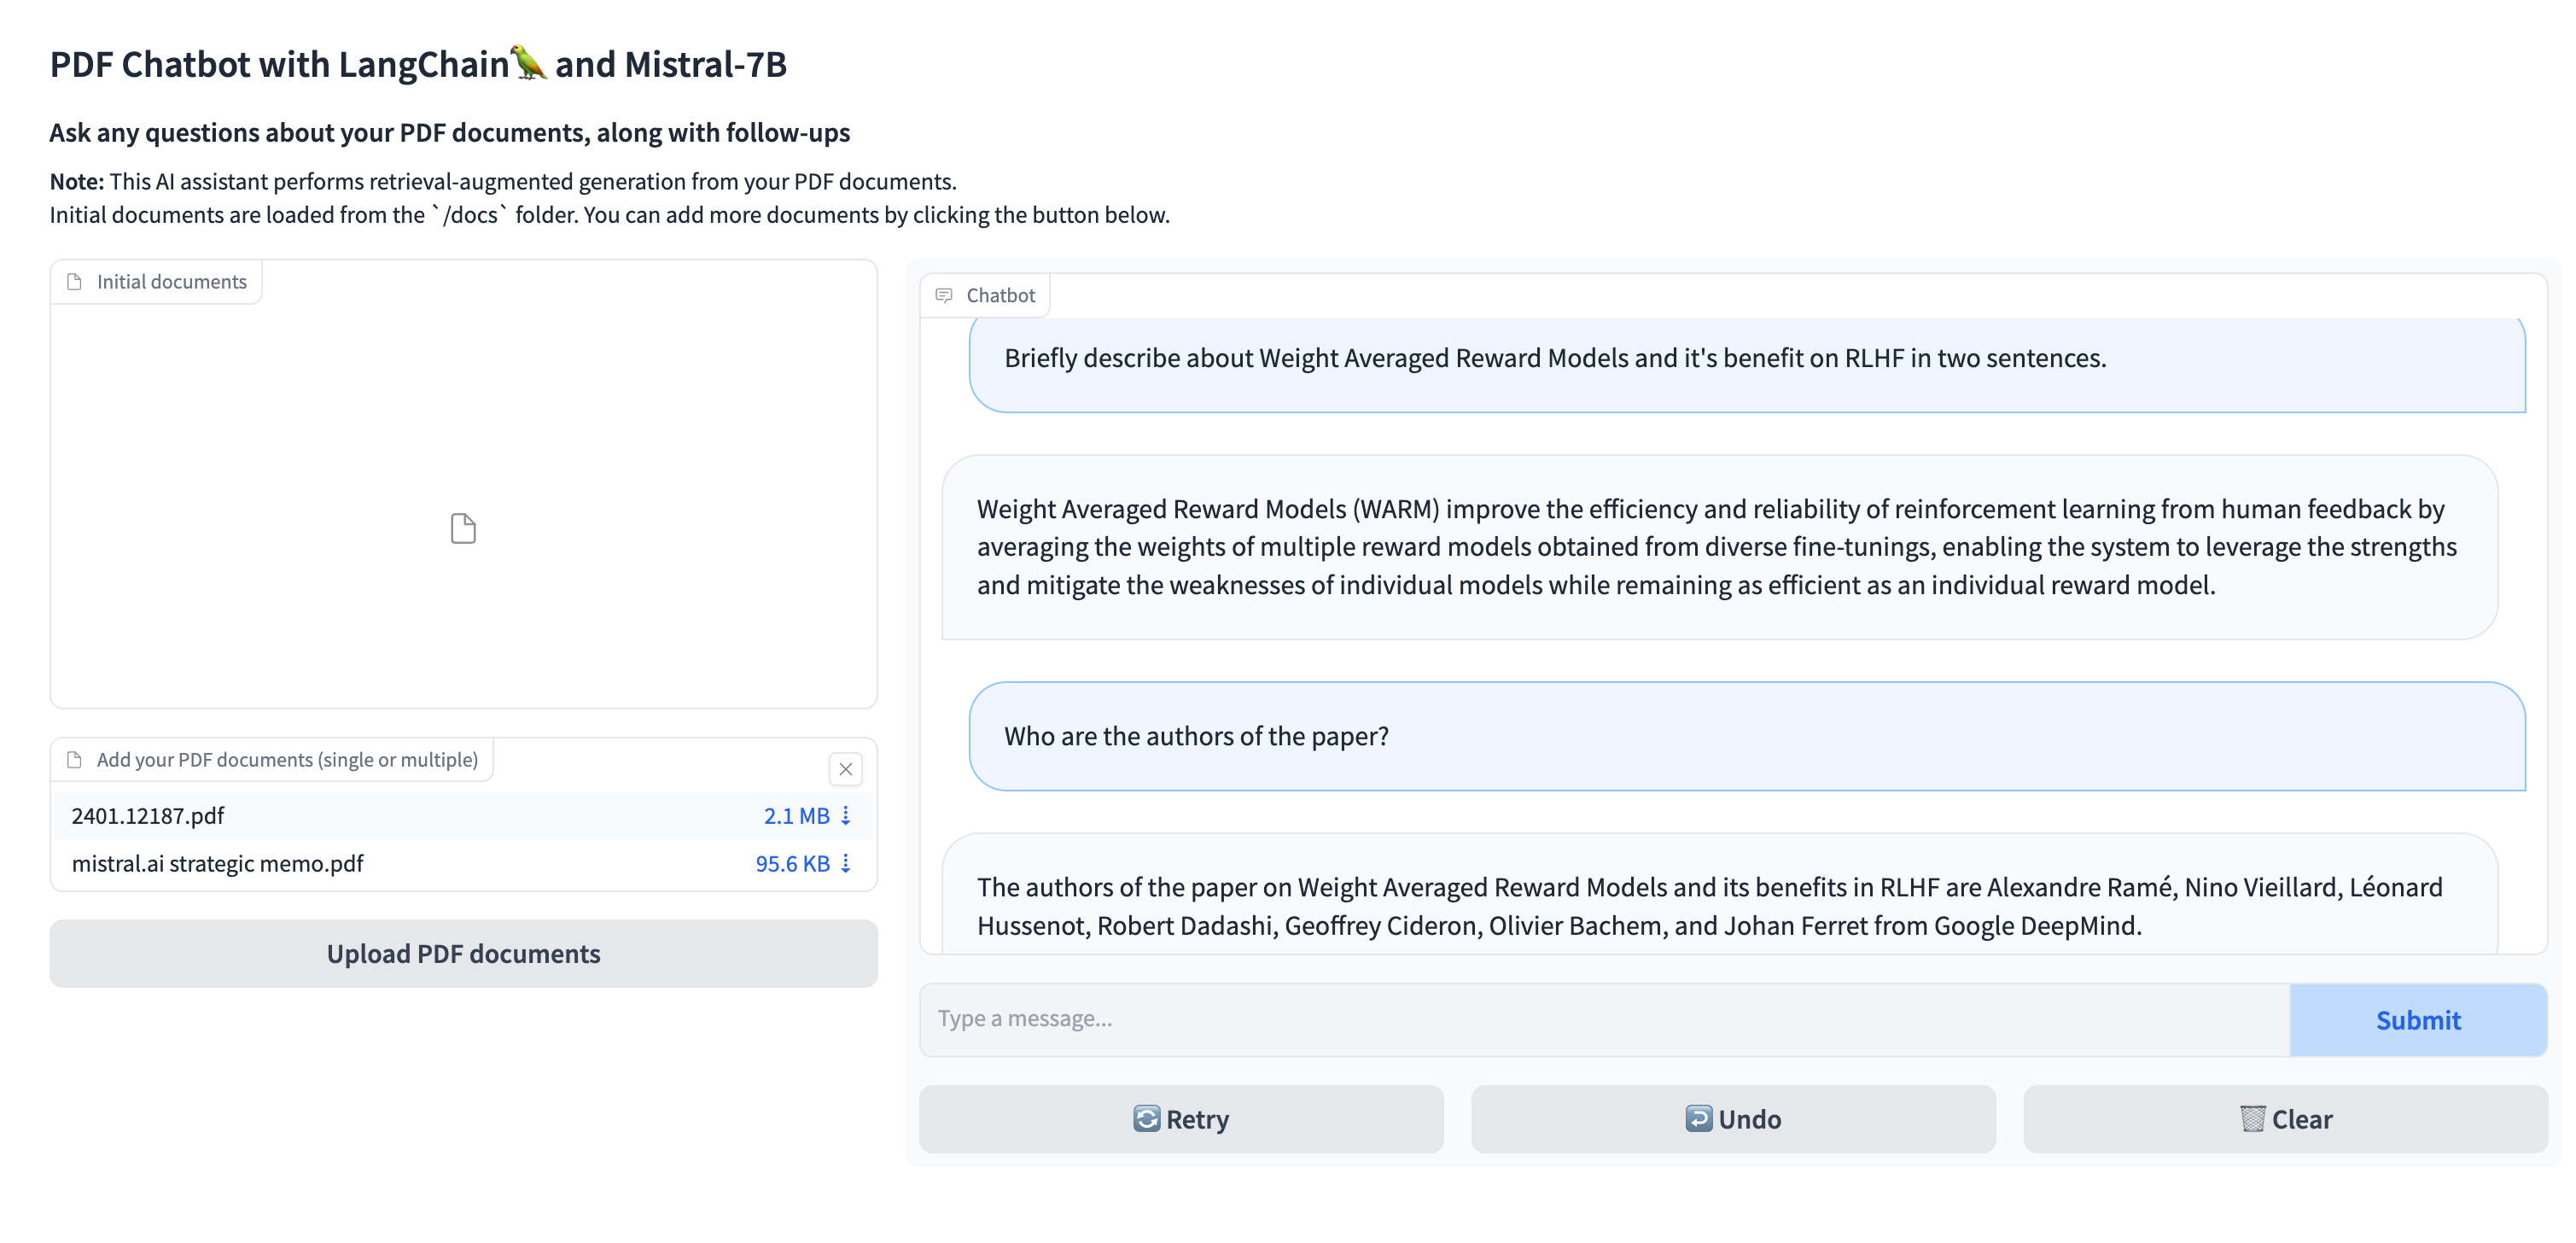 PDF Chatbot with LangChain🦜 and Mistral-7B
Ask any questions about your PDF documents, along with follow-ups
Note: This AI assistant performs retrieval-augmented generation from your PDF documents.
Initial documents are loaded from the `/docs` folder. You can add more documents by clicking the button below.
Initial documents
Add your PDF documents (single or multiple)
2401.12187.pdf 2.1 MB ⇣
mistral.ai strategic memo.pdf 95.6 KB ⇣
Upload PDF documents
Chatbot
Briefly describe about Weight Averaged Reward Models and it's benefit on RLHF in two sentences.
Weight Averaged Reward Models (WARM) improve the efficiency and reliability of reinforcement learning from human feedback by
averaging the weights of multiple reward models obtained from diverse fine-tunings, enabling the system to leverage the strengths
and mitigate the weaknesses of individual models while remaining as efficient as an individual reward model.
Who are the authors of the paper?
The authors of the paper on Weight Averaged Reward Models and its benefits in RLHF are Alexandre Ramé, Nino Vieillard, Léonard
Hussenot, Robert Dadashi, Geoffrey Cideron, Olivier Bachem, and Johan Ferret from Google DeepMind.
Type a message...
Submit
🔄 Retry
↩️ Undo
🗑️ Clear